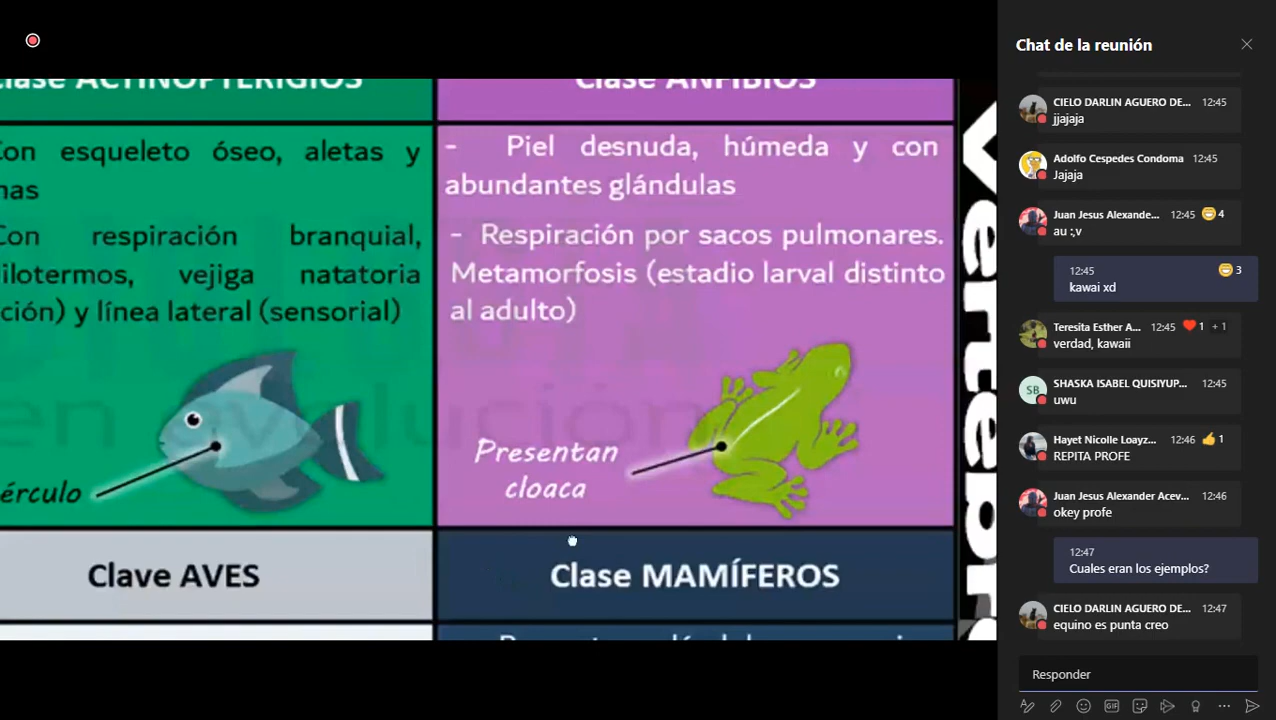 Clase ACTINOPTERIGIOS
Clase ANFIBIOS
Con esqueleto óseo, aletas y
Con respiración branquial,
vejiga natatoria
y línea lateral (sensorial)
- Piel desnuda, húmeda y con
abundantes glándulas
- Respiración por sacos pulmonares.
Metamorfosis (estadio larval distinto
al adulto)
en evolución
Presentan
cloaca
Clave AVES
Clase MAMÍFEROS
Chat de la reunión
CIELO DARLIN AGUERO DE... 12:45
jjajaja
Adolfo Cespedes Condoma 12:45
Jajaja
Juan Jesus Alexande... 12:45 4
au :,v
12:45 3
kawai xd
Teresita Esther A... 12:45 1 + 1
verdad, kawaii
SB
SHASKA ISABEL QUISIYUP... 12:45
uwu
Hayet Nicolle Loayz... 12:46 1
REPITA PROFE
Juan Jesus Alexander Acev... 12:46
okey profe
12:47
Cuales eran los ejemplos?
CIELO DARLIN AGUERO DE... 12:47
equino es punta creo
Responder
GIF